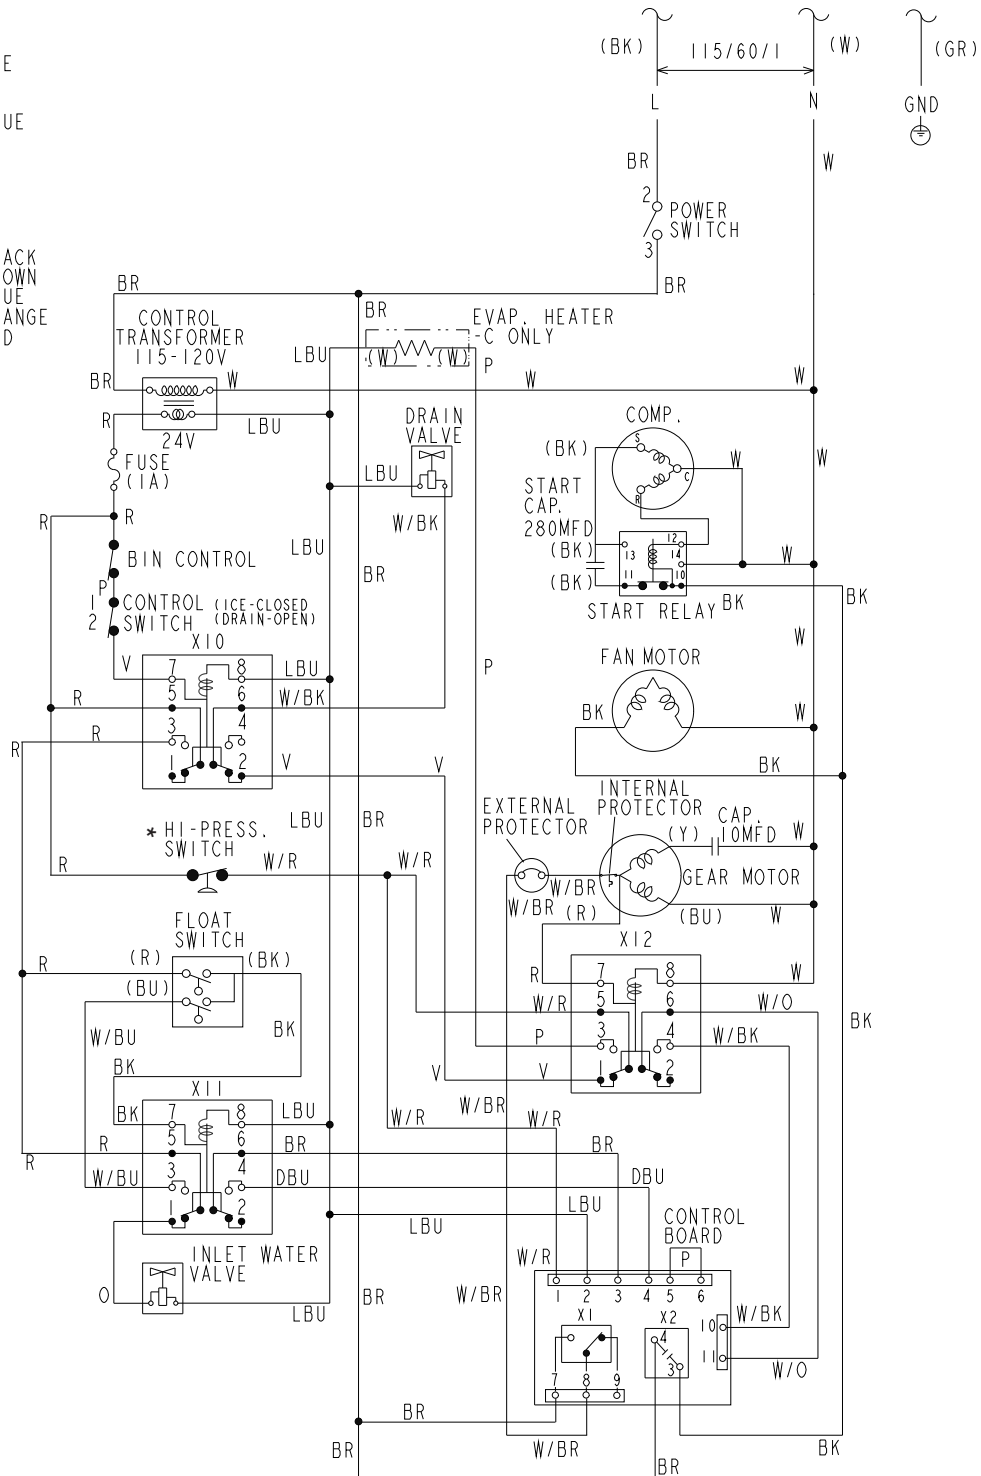 E
UE
ACK
OWN
UE
ANGE
D
(BK)
115/60/1
(W)
(GR)
L
N
GND
BR
W
2
POWER
SWITCH
3
BR
BR
BR
CONTROL
TRANSFORMER
115-120V
EVAP. HEATER
-C ONLY
LBU
(W)
(W)
P
BR
W
W
W
R
LBU
24V
DRAIN
VALVE
COMP.
FUSE
(1A)
LBU
(BK)
S
C
R
W
W
START
CAP.
280MFD
R
R
W/BK
LBU
(BK)
13
12
14
W
BIN CONTROL
BR
(BK)
11
10
START RELAY
BK
BK
P
1
2
CONTROL
SWITCH
(ICE-CLOSED
(DRAIN-OPEN)
X10
W
FAN MOTOR
V
7
8
LBU
P
R
5
6
W/BK
BK
W
R
R
3
4
1
2
V
V
BK
LBU
BR
EXTERNAL
PROTECTOR
INTERNAL
PROTECTOR
CAP.
10MFD
(Y)
W
* HI-PRESS.
SWITCH
R
W/R
W/R
W/BR
GEAR MOTOR
W/BR
(R)
(BU)
W
FLOAT
SWITCH
X12
R
(R)
(BK)
R
7
8
W
(BU)
W/R
5
6
W/O
BK
W/BU
BK
P
3
4
W/BK
BK
V
V
1
2
X11
BK
7
8
LBU
W/BR
W/R
W/R
R
R
5
6
BR
BR
W/BU
3
4
DBU
DBU
1
2
LBU
LBU
CONTROL
BOARD
P
INLET WATER
VALVE
W/R
O
LBU
BR
W/BR
1
2
3
4
5
6
X1
X2
10
W/BK
4
3
11
W/O
7
8
9
BR
BR
W/BR
BK
BR